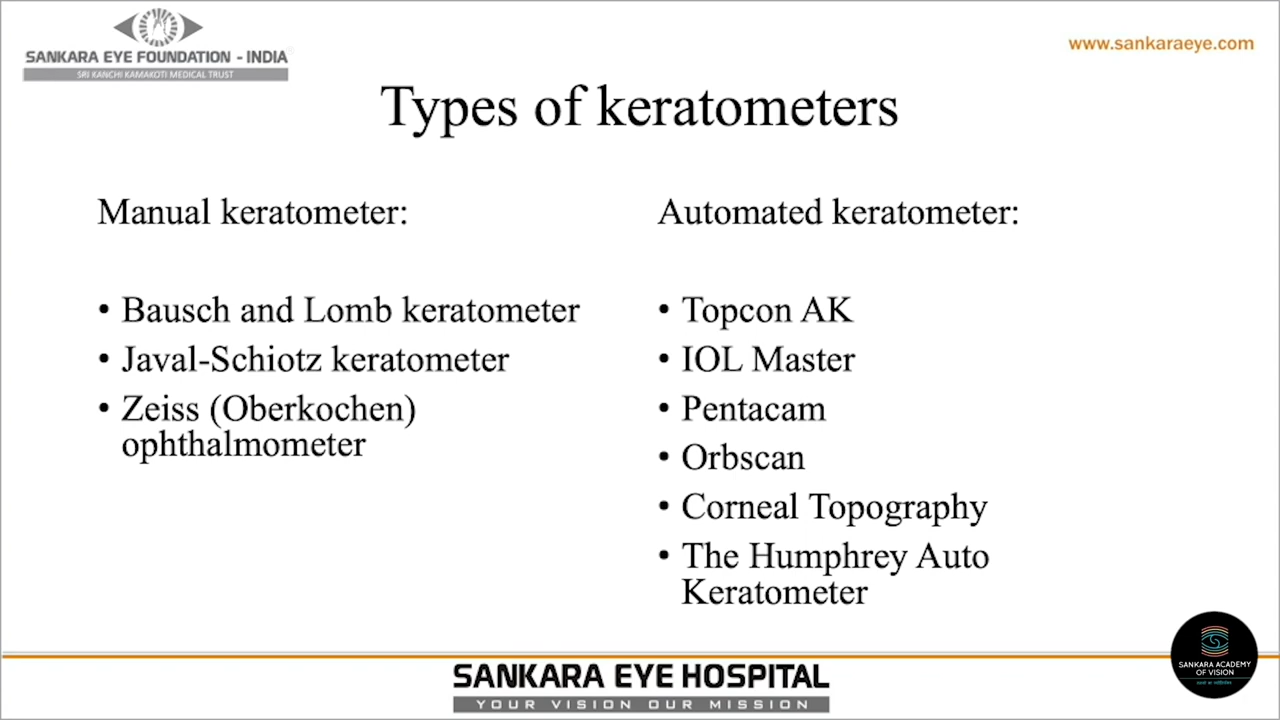 SANKARA EYE FOUNDATION - INDIA
SRI KANCHI KAMAKOTI MEDICAL TRUST
www.sankaraeye.com
Types of keratometers
Manual keratometer:
• Bausch and Lomb keratometer
• Javal-Schiotz keratometer
• Zeiss (Oberkochen)
ophthalmometer
Automated keratometer:
• Topcon AK
• IOL Master
• Pentacam
• Orbscan
• Corneal Topography
• The Humphrey Auto
Keratometer
SANKARA ACADEMY
OF VISION
SANKARA EYE HOSPITAL
YOUR VISION OUR MISSION